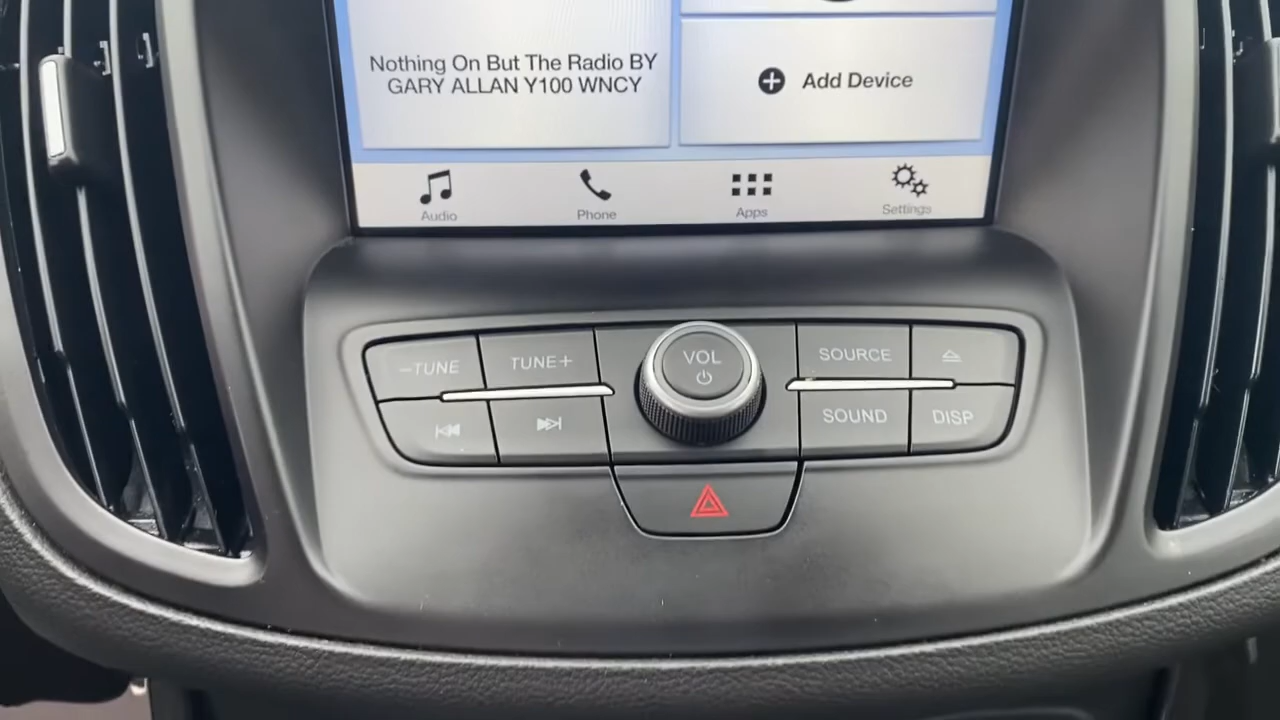 Nothing On But The Radio BY
GARY ALLAN Y100 WNCY
Add Device
Audio
Phone
Apps
Settings
−TUNE
TUNE+
VOL
SOURCE
SOUND
DISP